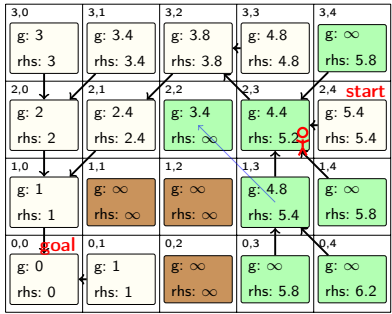 3,0 3,1 3,2 3,3 3,4
g: 3 g: 3.4 g: 3.8 g: 4.8 g: ∞
rhs: 3 rhs: 3.4 rhs: 3.8 rhs: 4.8 rhs: 5.8
2,0 2,1 2,2 2,3 2,4 start
g: 2 g: 2.4 g: 3.4 g: 4.4 g: 5.4
rhs: 2 rhs: 2.4 rhs: ∞ rhs: 5.2 rhs: 5.4
1,0 1,1 1,2 1,3 1,4
g: 1 g: ∞ g: ∞ g: 4.8 g: ∞
rhs: 1 rhs: ∞ rhs: ∞ rhs: 5.4 rhs: 5.8
0,0 goal 0,1 0,2 0,3 0,4
g: 0 g: 1 g: ∞ g: ∞ g: ∞
rhs: 0 rhs: 1 rhs: ∞ rhs: 5.8 rhs: 6.2